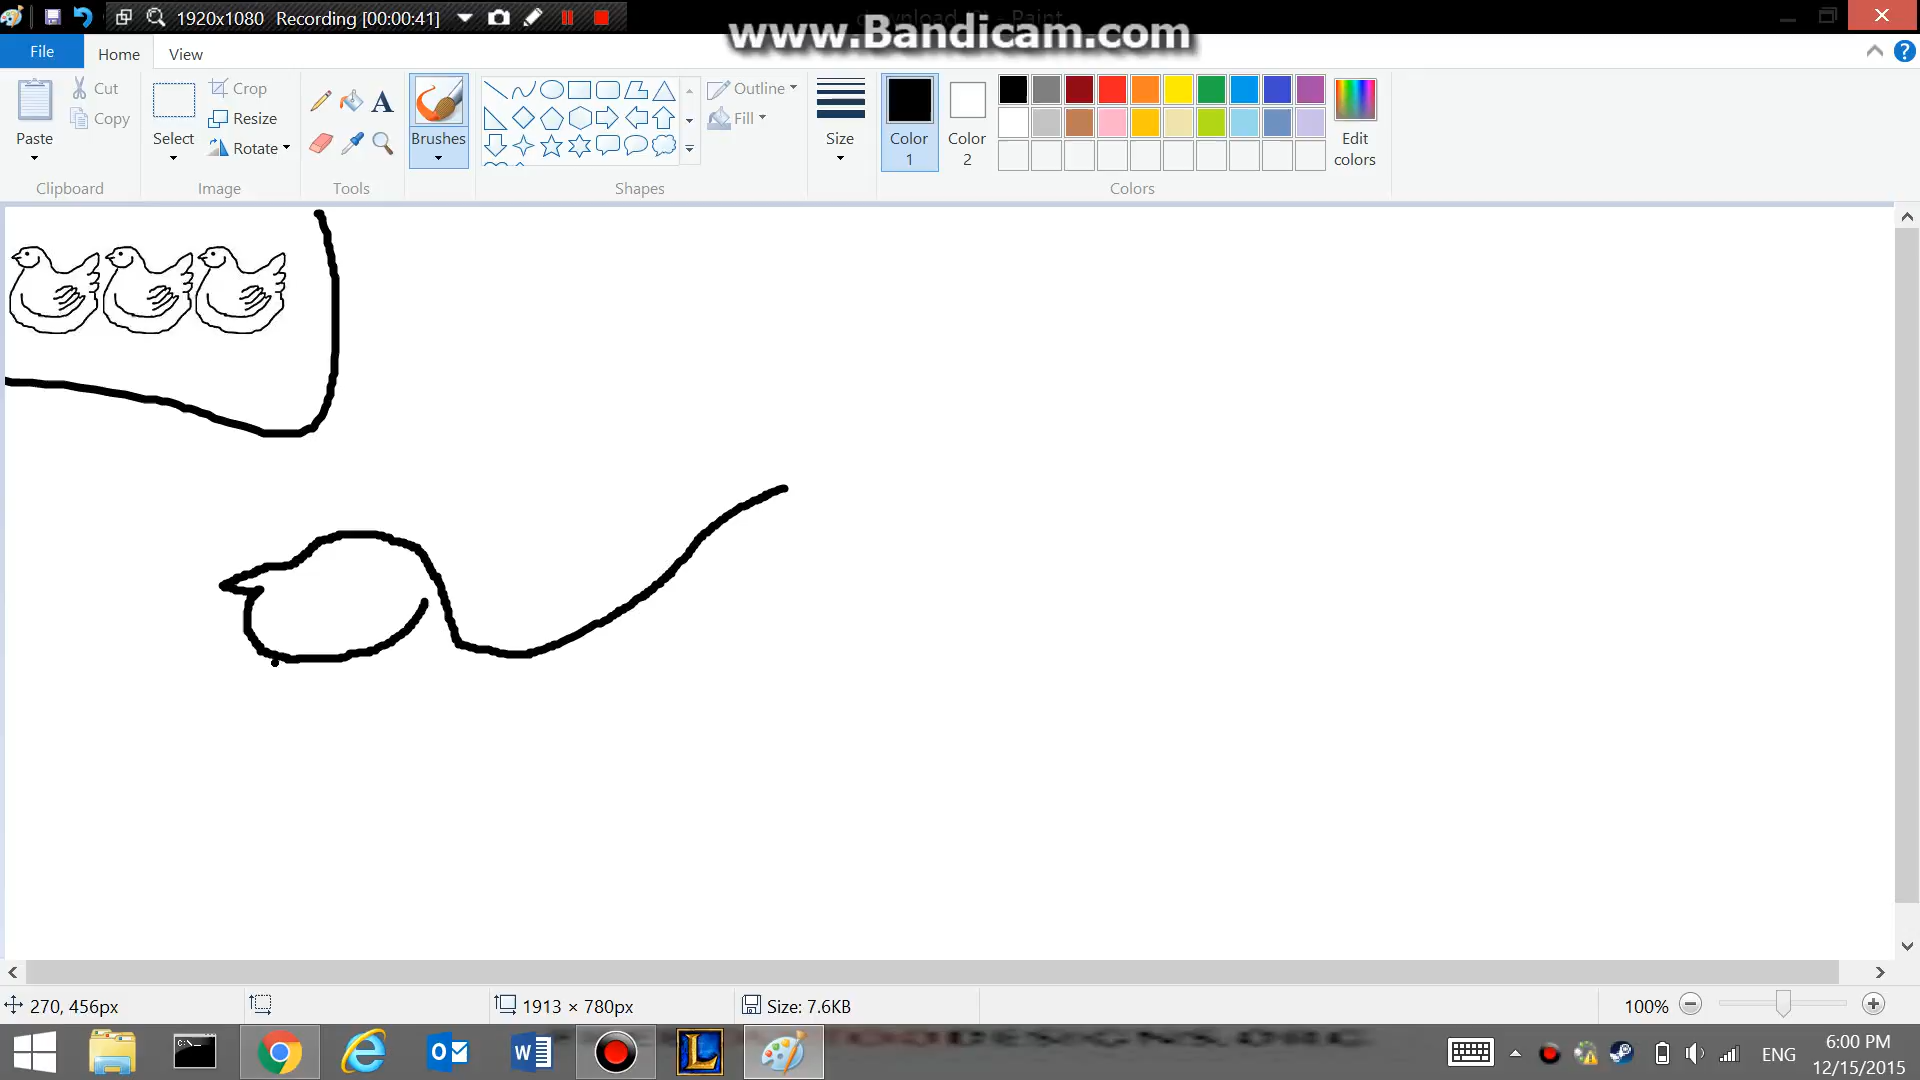 1920x1080 Recording [00:00:41]
www.Bandicam.com
File Home View
Cut
Copy
Paste
Clipboard
Crop
Resize
Rotate
Select
Image
Tools
Brushes
Outline
Fill
Shapes
Size
Color 1
Color 2
Edit colors
Colors
270, 456px
1913 × 780px
Size: 7.6KB
100%
ENG
6:00 PM
12/15/2015